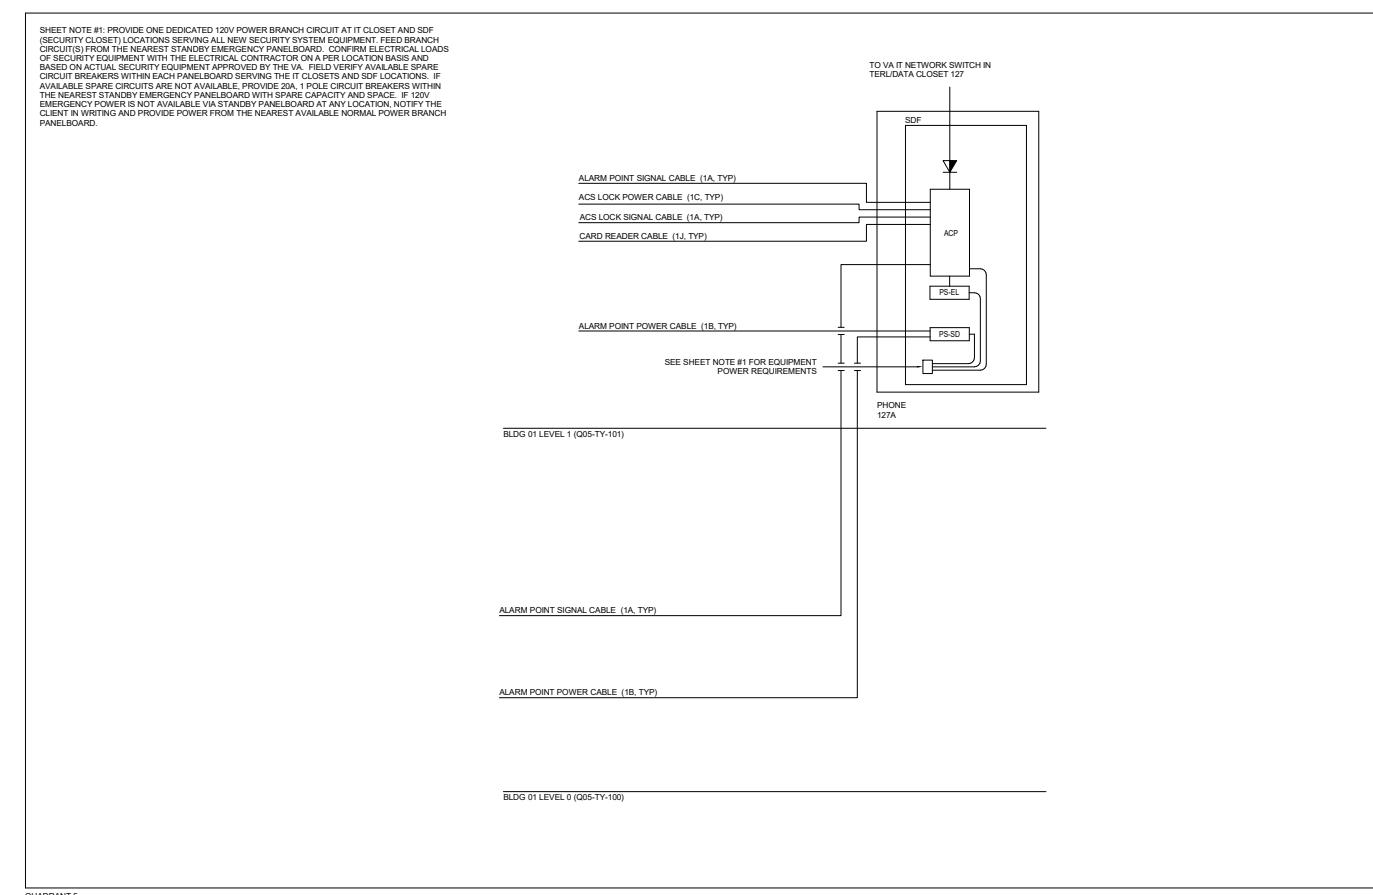 SHEET NOTE #1: PROVIDE ONE DEDICATED 120V POWER BRANCH CIRCUIT AT IT CLOSET AND SDF
(SECURITY CLOSET) LOCATIONS SERVING ALL NEW SECURITY SYSTEM EQUIPMENT. FEED BRANCH
CIRCUIT(S) FROM THE NEAREST STANDBY EMERGENCY PANELBOARD. CONFIRM ELECTRICAL LOADS
OF SECURITY EQUIPMENT WITH THE ELECTRICAL CONTRACTOR ON A PER LOCATION BASIS AND
BASED ON ACTUAL SECURITY EQUIPMENT APPROVED BY THE VA. FIELD VERIFY AVAILABLE SPARE
CIRCUIT BREAKERS WITHIN EACH PANELBOARD SERVING THE IT CLOSETS AND SDF LOCATIONS. IF
AVAILABLE SPARE CIRCUITS ARE NOT AVAILABLE, PROVIDE 20A, 1 POLE CIRCUIT BREAKERS WITHIN
THE NEAREST STANDBY EMERGENCY PANELBOARD WITH SPARE CAPACITY AND SPACE. IF 120V
EMERGENCY POWER IS NOT AVAILABLE VIA STANDBY PANELBOARD AT ANY LOCATION, NOTIFY THE
CLIENT IN WRITING AND PROVIDE POWER FROM THE NEAREST AVAILABLE NORMAL POWER BRANCH
PANELBOARD.
TO VA IT NETWORK SWITCH IN
TERL/DATA CLOSET 127
SDF
ALARM POINT SIGNAL CABLE (1A, TYP)
ACS LOCK POWER CABLE (1C, TYP)
ACS LOCK SIGNAL CABLE (1A, TYP)
CARD READER CABLE (1J, TYP)
ACP
PS-EL
ALARM POINT POWER CABLE (1B, TYP)
PS-SD
SEE SHEET NOTE #1 FOR EQUIPMENT
POWER REQUIREMENTS
PHONE
127A
BLDG 01 LEVEL 1 (Q05-TY-101)
ALARM POINT SIGNAL CABLE (1A, TYP)
ALARM POINT POWER CABLE (1B, TYP)
BLDG 01 LEVEL 0 (Q05-TY-100)
QUADRANT 5